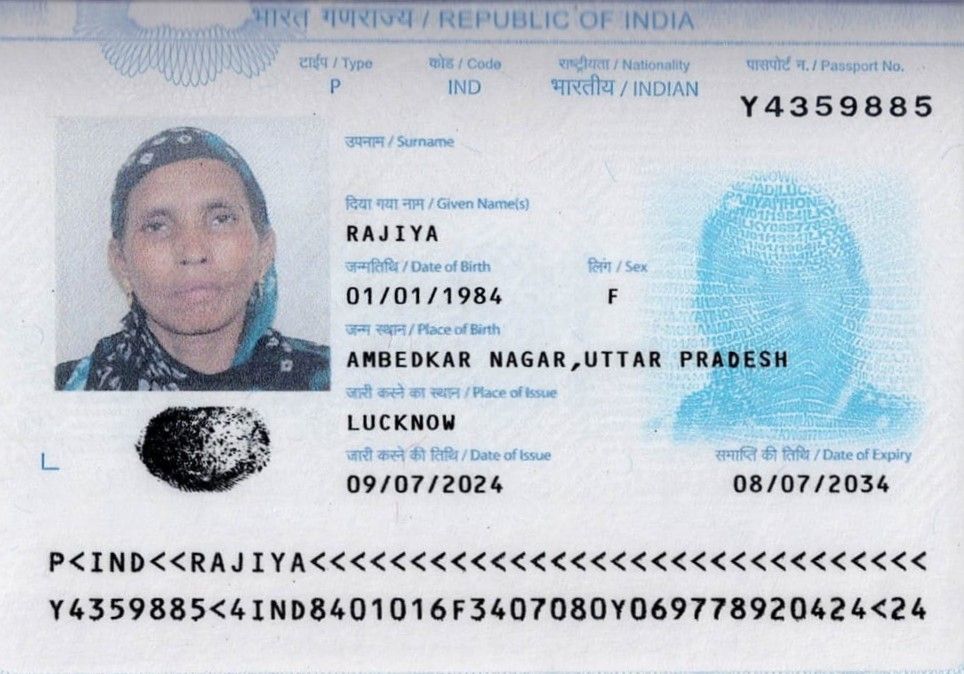 भारत गणराज्य / REPUBLIC OF INDIA
टाईप / Type कोड / Code राष्ट्रीयता / Nationality पासपोर्ट न. / Passport No.
P IND भारतीय / INDIAN Y4359885
उपनाम / Surname
दिया गया नाम / Given Name(s)
RAJIYA
जन्मतिथि / Date of Birth लिंग / Sex
01/01/1984 F
जन्म स्थान / Place of Birth
AMBEDKAR NAGAR,UTTAR PRADESH
जारी करने का स्थान / Place of Issue
LUCKNOW
जारी करने की तिथि / Date of Issue समाप्ति की तिथि / Date of Expiry
09/07/2024 08/07/2034
P<IND<<RAJIYA<<<<<<<<<<<<<<<<<<<<<<<<<<<<<<<
Y4359885<4IND8401016F3407080Y069778920424<24